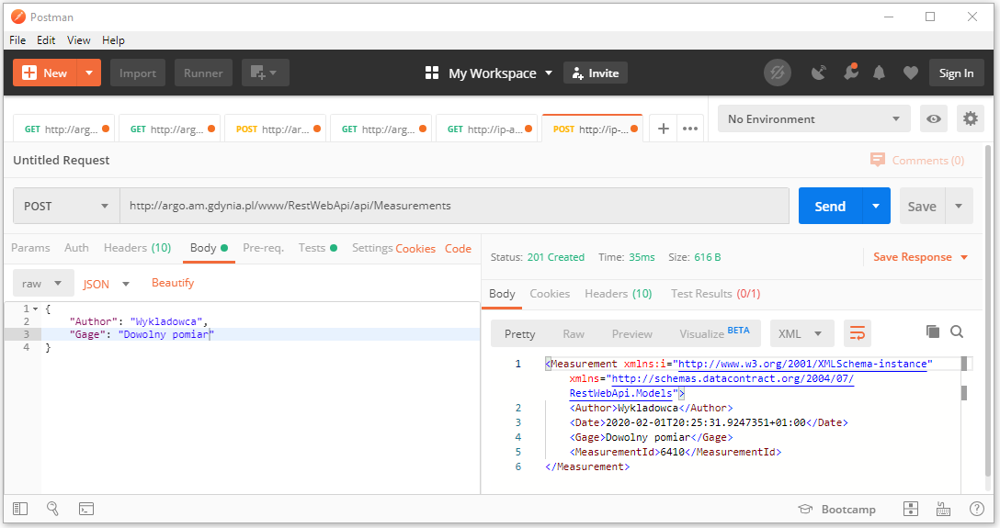 Postman
File Edit View Help
New Import Runner My Workspace Invite Sign In
GET http://arg... GET http://arg... POST http://ar... GET http://arg... GET http://ip-a... POST http://ip-... + ••• No Environment
Untitled Request Comments (0)
POST http://argo.am.gdynia.pl/www/RestWebApi/api/Measurements Send Save
Params Auth Headers (10) Body Pre-req. Tests Settings Cookies Code
raw JSON Beautify
1 {
2 "Author": "Wykladowca",
3 "Gage": "Dowolny pomiar"
4 }
Status: 201 Created Time: 35ms Size: 616 B Save Response
Body Cookies Headers (10) Test Results (0/1)
Pretty Raw Preview Visualize BETA XML
1 <Measurement xmlns:i="http://www.w3.org/2001/XMLSchema-instance"
xmlns="http://schemas.datacontract.org/2004/07/
RestWebApi.Models">
2 <Author>Wykladowca</Author>
3 <Date>2020-02-01T20:25:31.9247351+01:00</Date>
4 <Gage>Dowolny pomiar</Gage>
5 <MeasurementId>6410</MeasurementId>
6 </Measurement>
Bootcamp